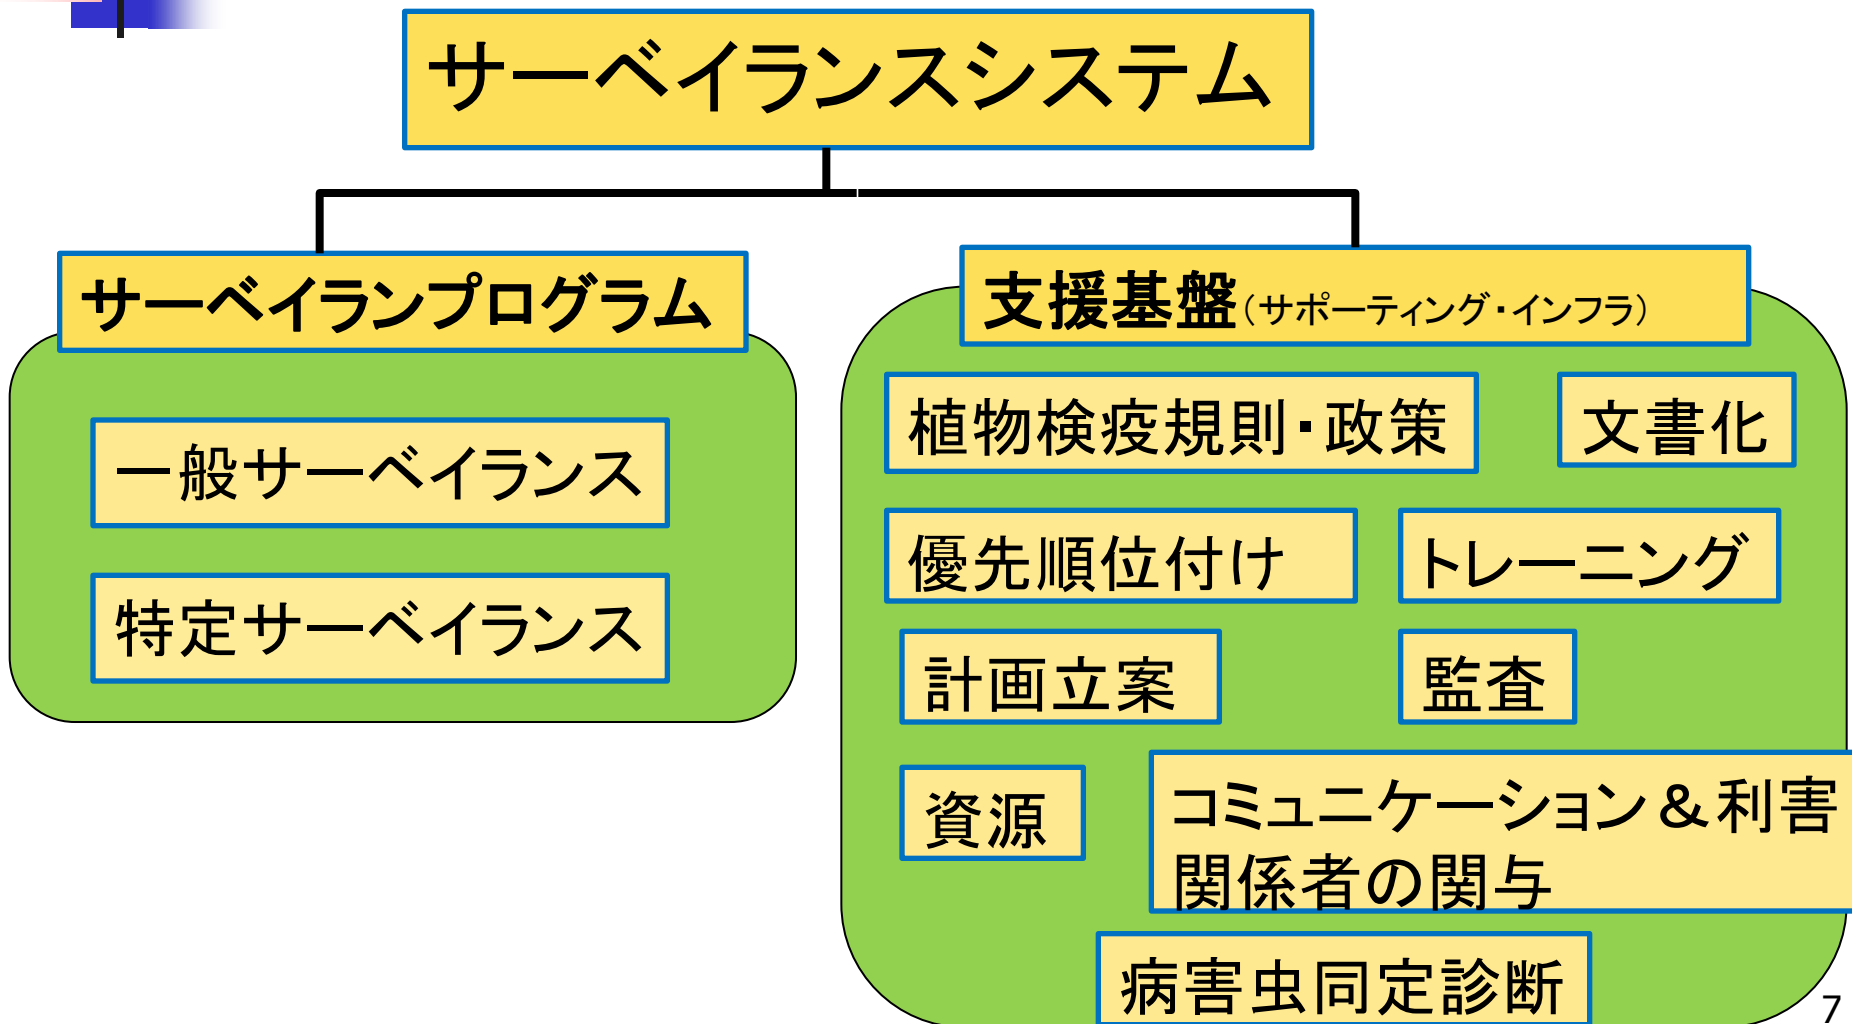 サーベイランスシステム
サーベイランプログラム
一般サーベイランス
特定サーベイランス
支援基盤(サポーティング・インフラ)
植物検疫規則・政策
文書化
優先順位付け
トレーニング
計画立案
監査
資源
コミュニケーション＆利害
関係者の関与
病害虫同定診断
7